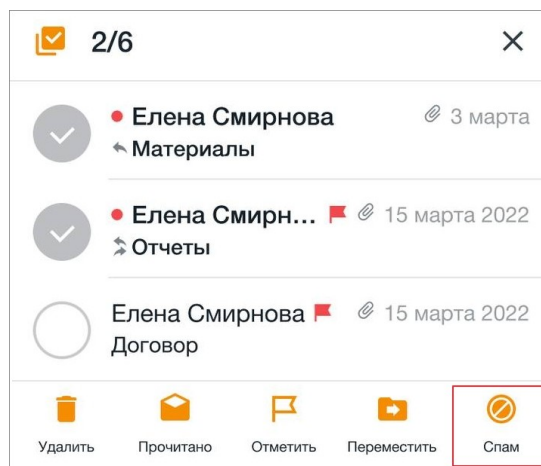 2/6
Елена Смирнова 3 марта
Материалы
Елена Смирн... 15 марта 2022
Отчеты
Елена Смирнова 15 марта 2022
Договор
Удалить Прочитано Отметить Переместить Спам